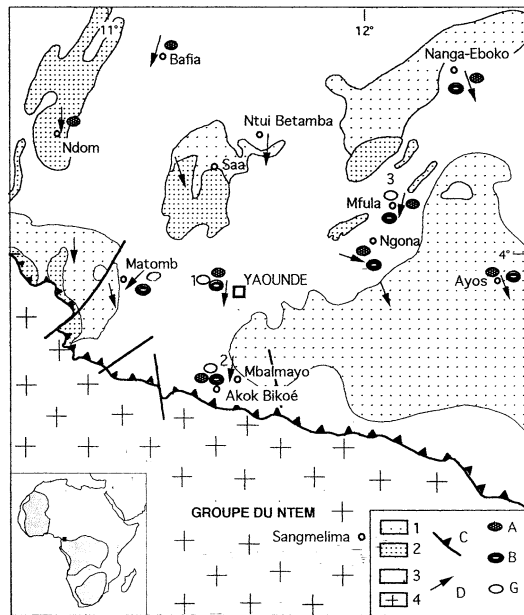 11°
12°
Bafia
Nanga-Eboko
Ntui Betamba
Ndom
Saa
3
Mfula
Ngona
4°
Matomb
1
YAOUNDE
Ayos
2
Mbalmayo
Akok Bikoé
GROUPE DU NTEM
Sangmelima
1
2
3
4
C
D
A
B
G